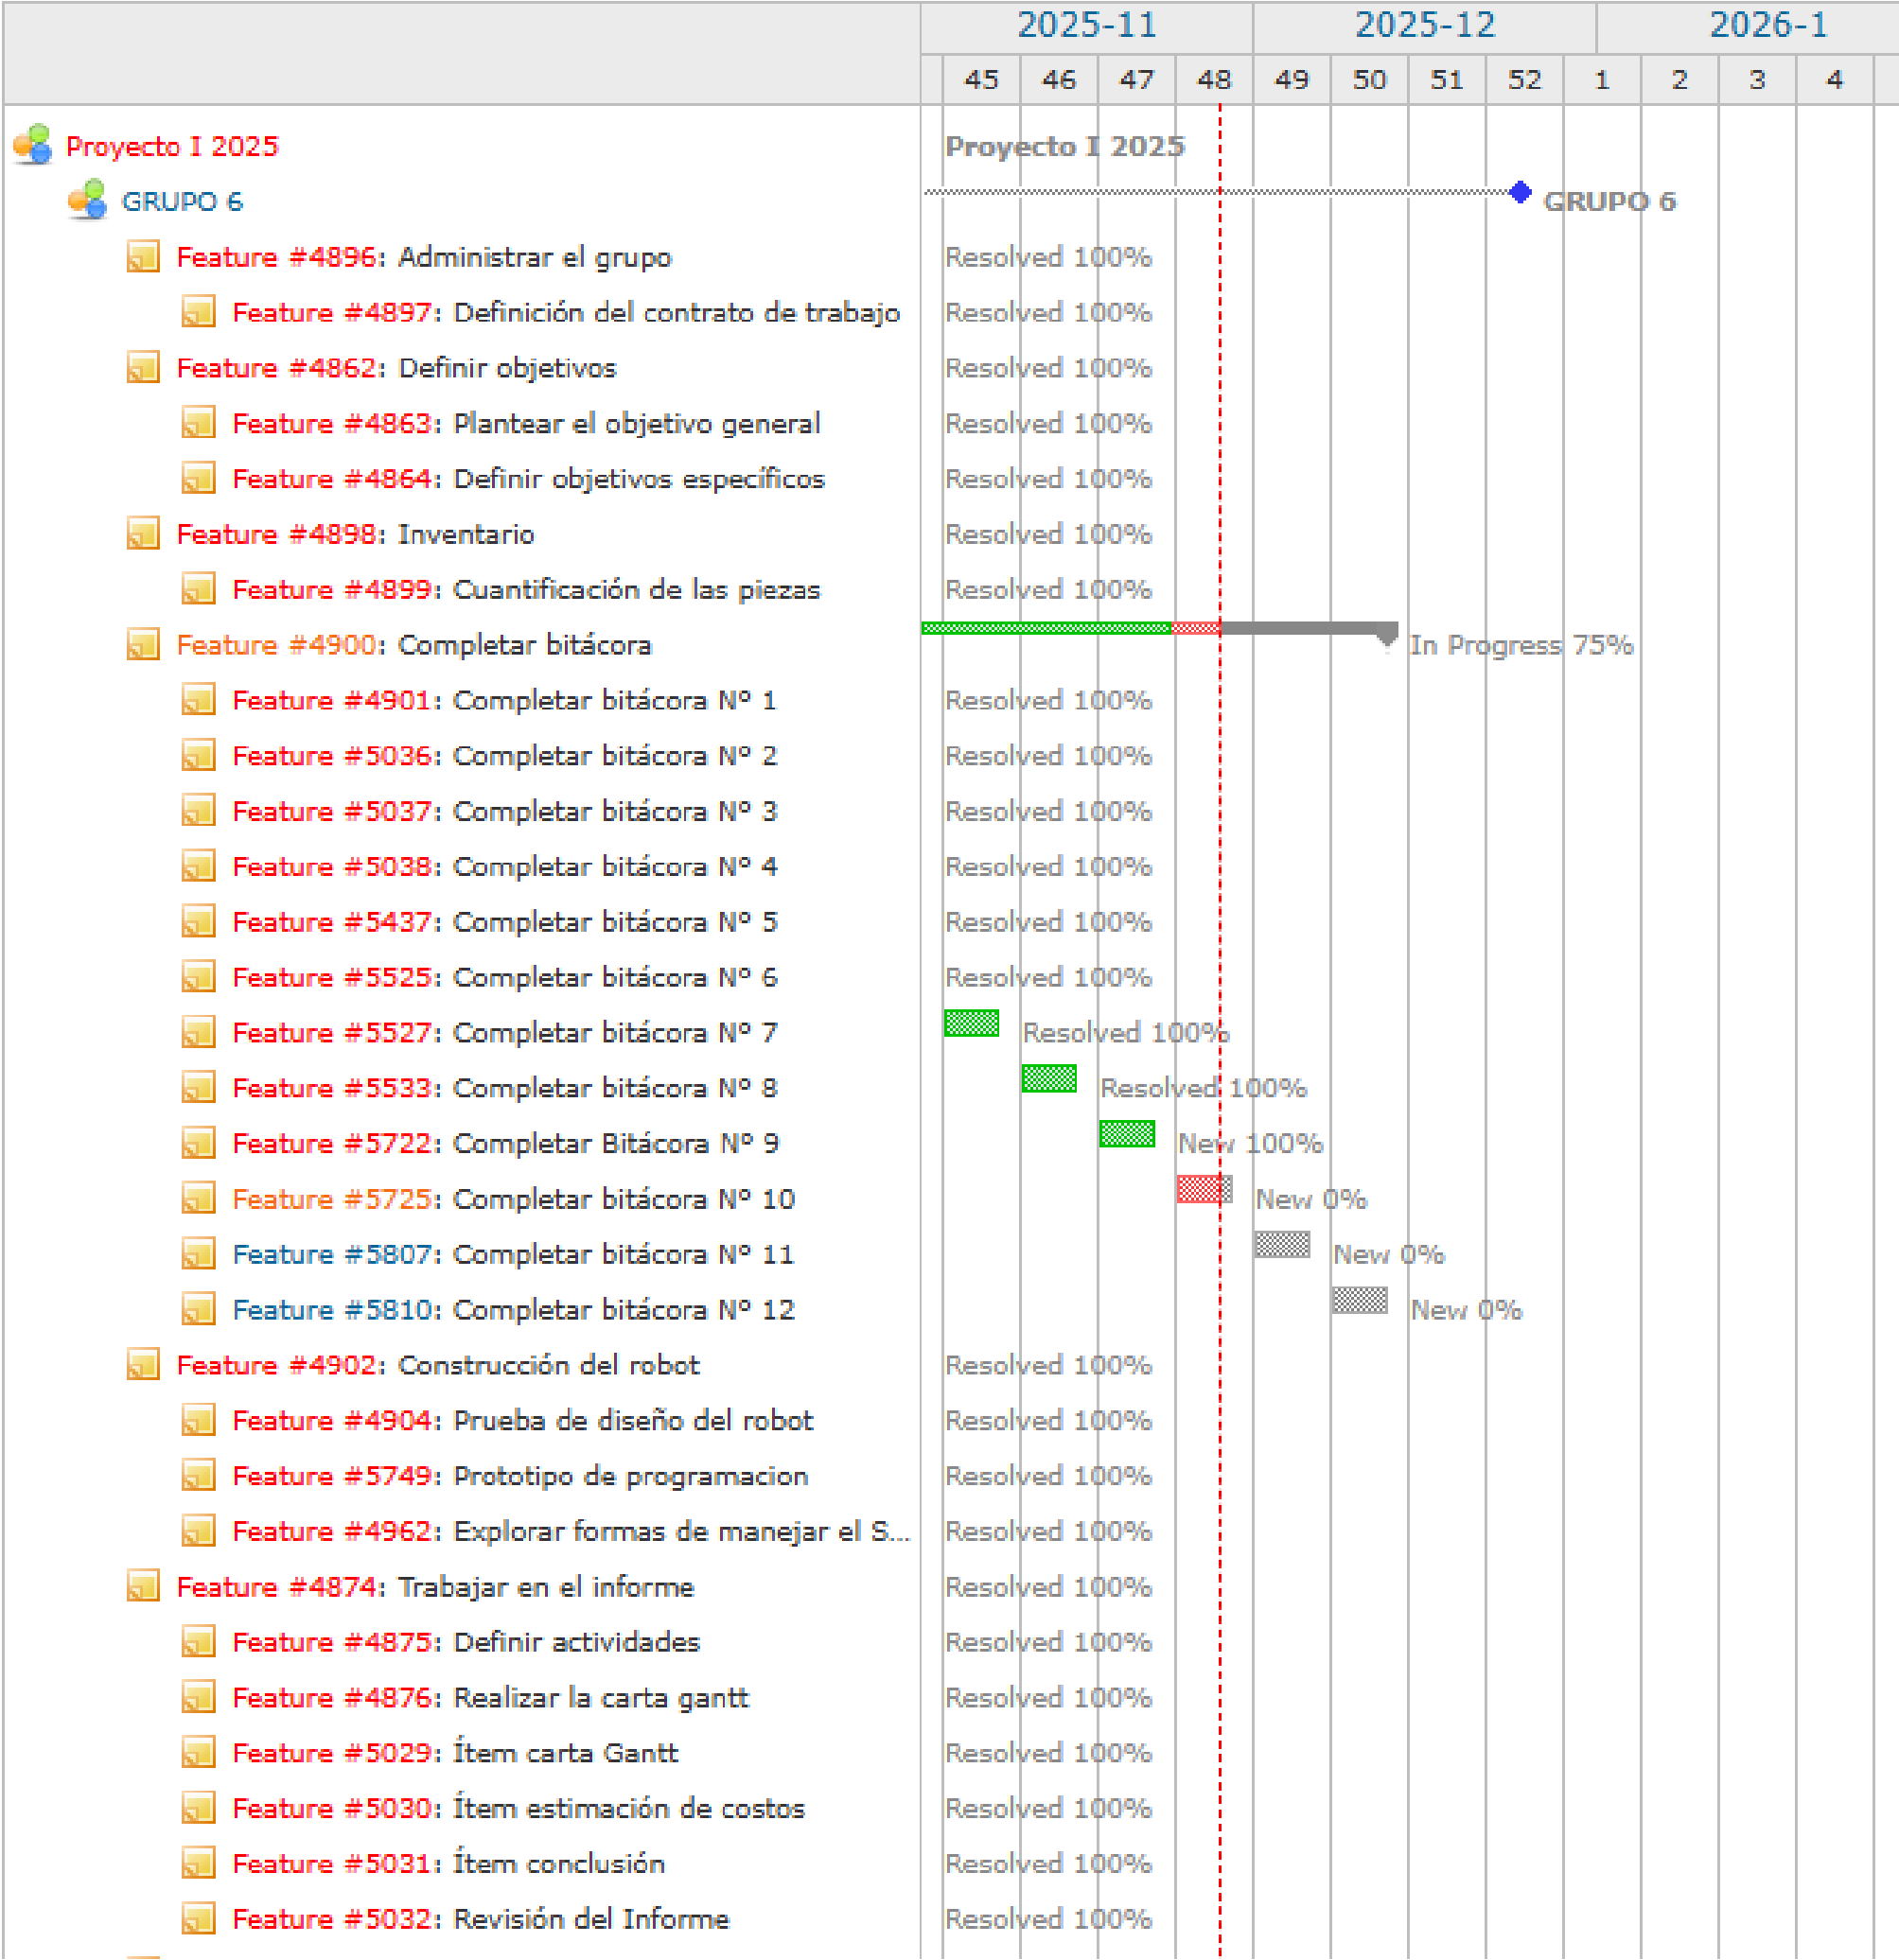 2025-11 2025-12 2026-1
45 46 47 48 49 50 51 52 1 2 3 4
Proyecto I 2025 Proyecto I 2025
GRUPO 6 GRUPO 6
Feature #4896: Administrar el grupo Resolved 100%
Feature #4897: Definición del contrato de trabajo Resolved 100%
Feature #4862: Definir objetivos Resolved 100%
Feature #4863: Plantear el objetivo general Resolved 100%
Feature #4864: Definir objetivos específicos Resolved 100%
Feature #4898: Inventario Resolved 100%
Feature #4899: Cuantificación de las piezas Resolved 100%
Feature #4900: Completar bitácora In Progress 75%
Feature #4901: Completar bitácora Nº 1 Resolved 100%
Feature #5036: Completar bitácora Nº 2 Resolved 100%
Feature #5037: Completar bitácora Nº 3 Resolved 100%
Feature #5038: Completar bitácora Nº 4 Resolved 100%
Feature #5437: Completar bitácora Nº 5 Resolved 100%
Feature #5525: Completar bitácora Nº 6 Resolved 100%
Feature #5527: Completar bitácora Nº 7 Resolved 100%
Feature #5533: Completar bitácora Nº 8 Resolved 100%
Feature #5722: Completar Bitácora Nº 9 New 100%
Feature #5725: Completar bitácora Nº 10 New 0%
Feature #5807: Completar bitácora Nº 11 New 0%
Feature #5810: Completar bitácora Nº 12 New 0%
Feature #4902: Construcción del robot Resolved 100%
Feature #4904: Prueba de diseño del robot Resolved 100%
Feature #5749: Prototipo de programacion Resolved 100%
Feature #4962: Explorar formas de manejar el S... Resolved 100%
Feature #4874: Trabajar en el informe Resolved 100%
Feature #4875: Definir actividades Resolved 100%
Feature #4876: Realizar la carta gantt Resolved 100%
Feature #5029: Ítem carta Gantt Resolved 100%
Feature #5030: Ítem estimación de costos Resolved 100%
Feature #5031: Ítem conclusión Resolved 100%
Feature #5032: Revisión del Informe Resolved 100%